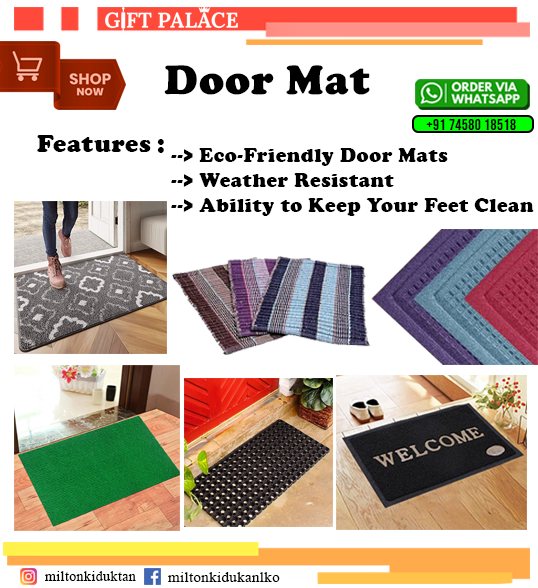 GIFT PALACE
SHOP
NOW
Door Mat
ORDER VIA
WHATSAPP
+91 74580 18518
Features :
--> Eco-Friendly Door Mats
--> Weather Resistant
--> Ability to Keep Your Feet Clean
WELCOME
miltonkiduktan
miltonkidukanlko